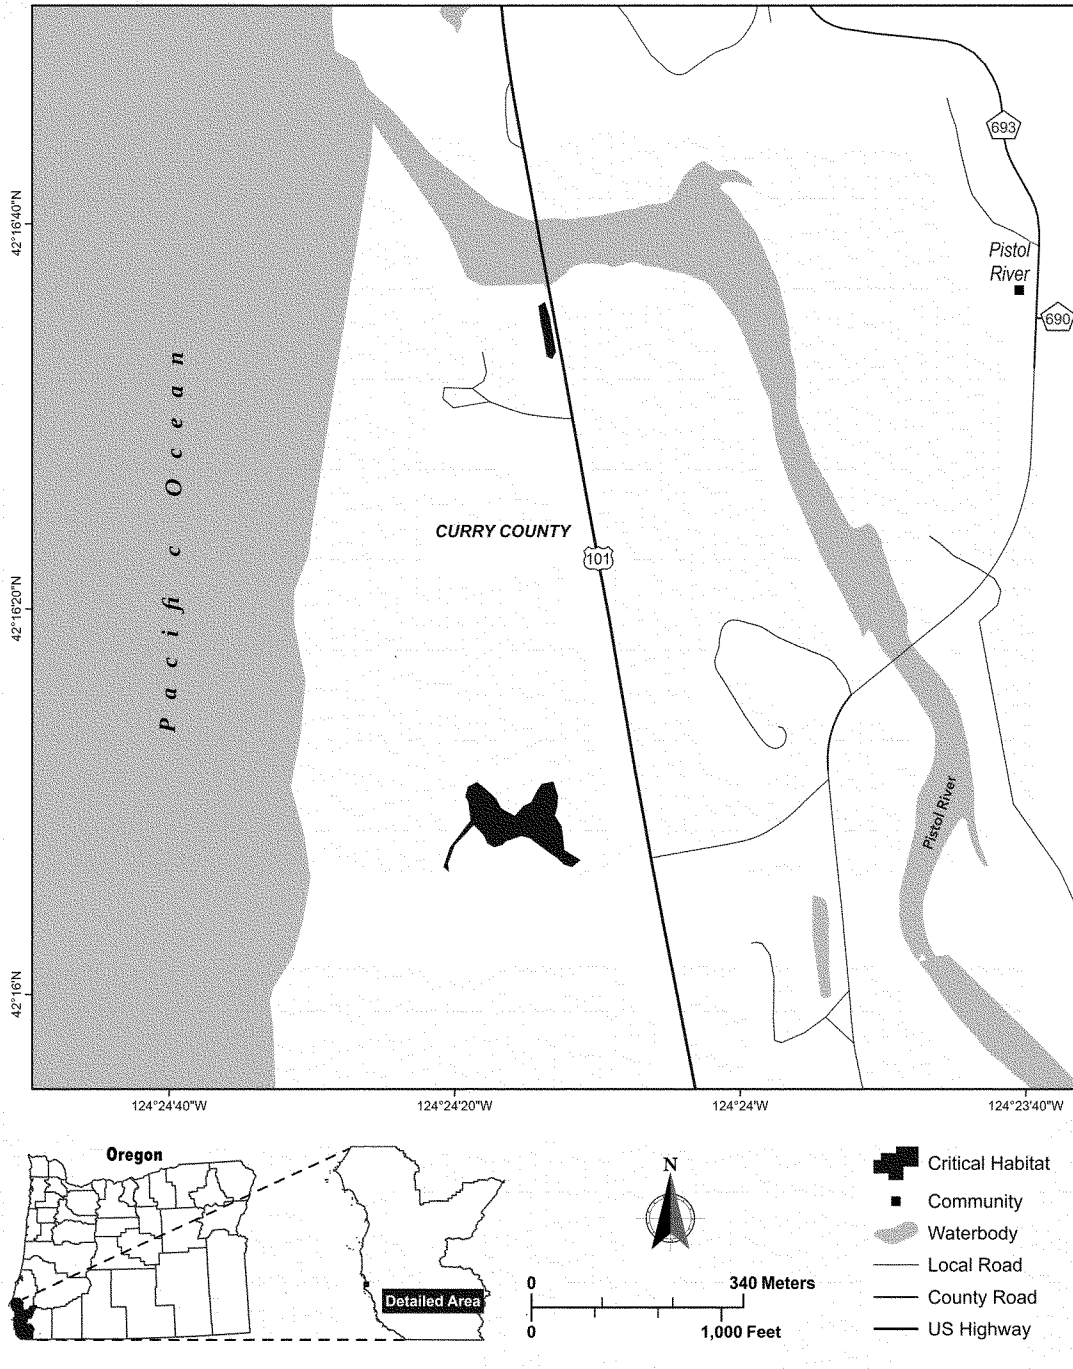 693
42°16'40"N
Pistol
River
690
Pacific Ocean
CURRY COUNTY
101
42°16'20"N
Pistol River
42°16'N
124°24'40"W
124°24'20"W
124°24'W
124°23'40"W
Oregon
Detailed Area
N
0
340 Meters
0
1,000 Feet
Critical Habitat
Community
Waterbody
Local Road
County Road
US Highway